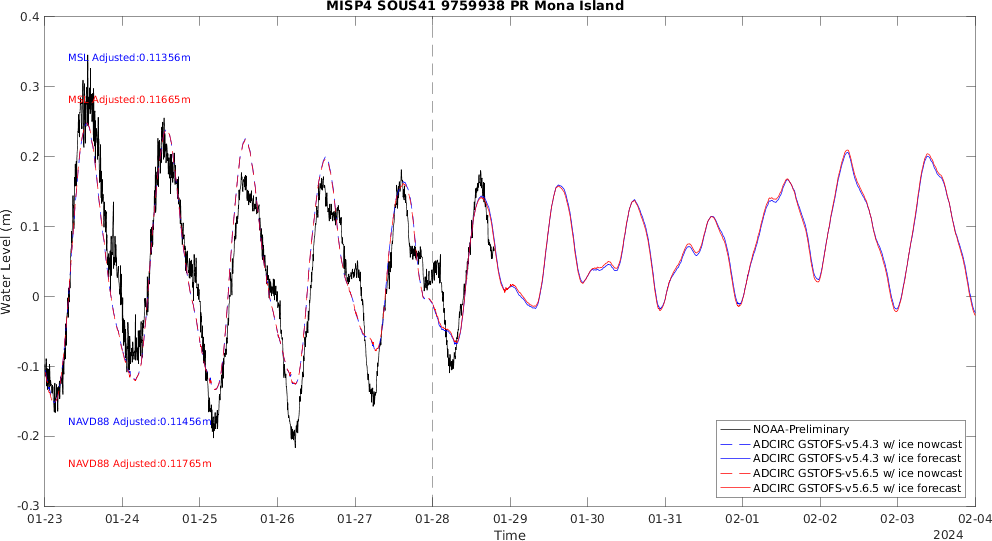 MISP4 SOUS41 9759938 PR Mona Island
0.4
0.3
0.2
0.1
0
-0.1
-0.2
-0.3
Water Level (m)
MSL Adjusted:0.11356m
MSL Adjusted:0.11665m
NAVD88 Adjusted:0.11456m
NAVD88 Adjusted:0.11765m
NOAA-Preliminary
ADCIRC GSTOFS-v5.4.3 w/ ice nowcast
ADCIRC GSTOFS-v5.4.3 w/ ice forecast
ADCIRC GSTOFS-v5.6.5 w/ ice nowcast
ADCIRC GSTOFS-v5.6.5 w/ ice forecast
01-23 01-24 01-25 01-26 01-27 01-28 01-29 01-30 01-31 02-01 02-02 02-03 02-04
Time
2024